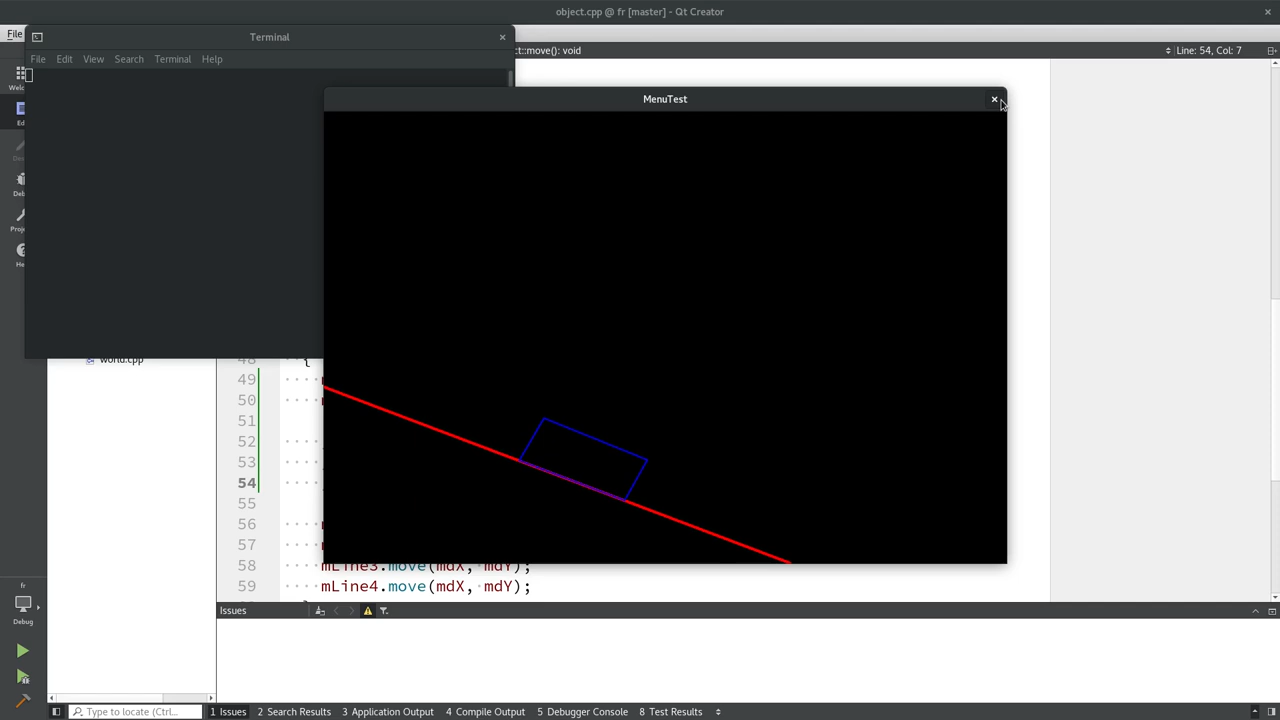 object.cpp @ fr [master] - Qt Creator
File
Terminal
ct::move(): void
Line: 54, Col: 7
File Edit View Search Terminal Help
MenuTest
world.cpp
48 {
49
50
51
52
53
54
55
56
57
58 mLine3.move(mdX, mdY);
59 mLine4.move(mdX, mdY);
fr
Debug
Issues
Type to locate (Ctrl...
1 Issues 2 Search Results 3 Application Output 4 Compile Output 5 Debugger Console 8 Test Results